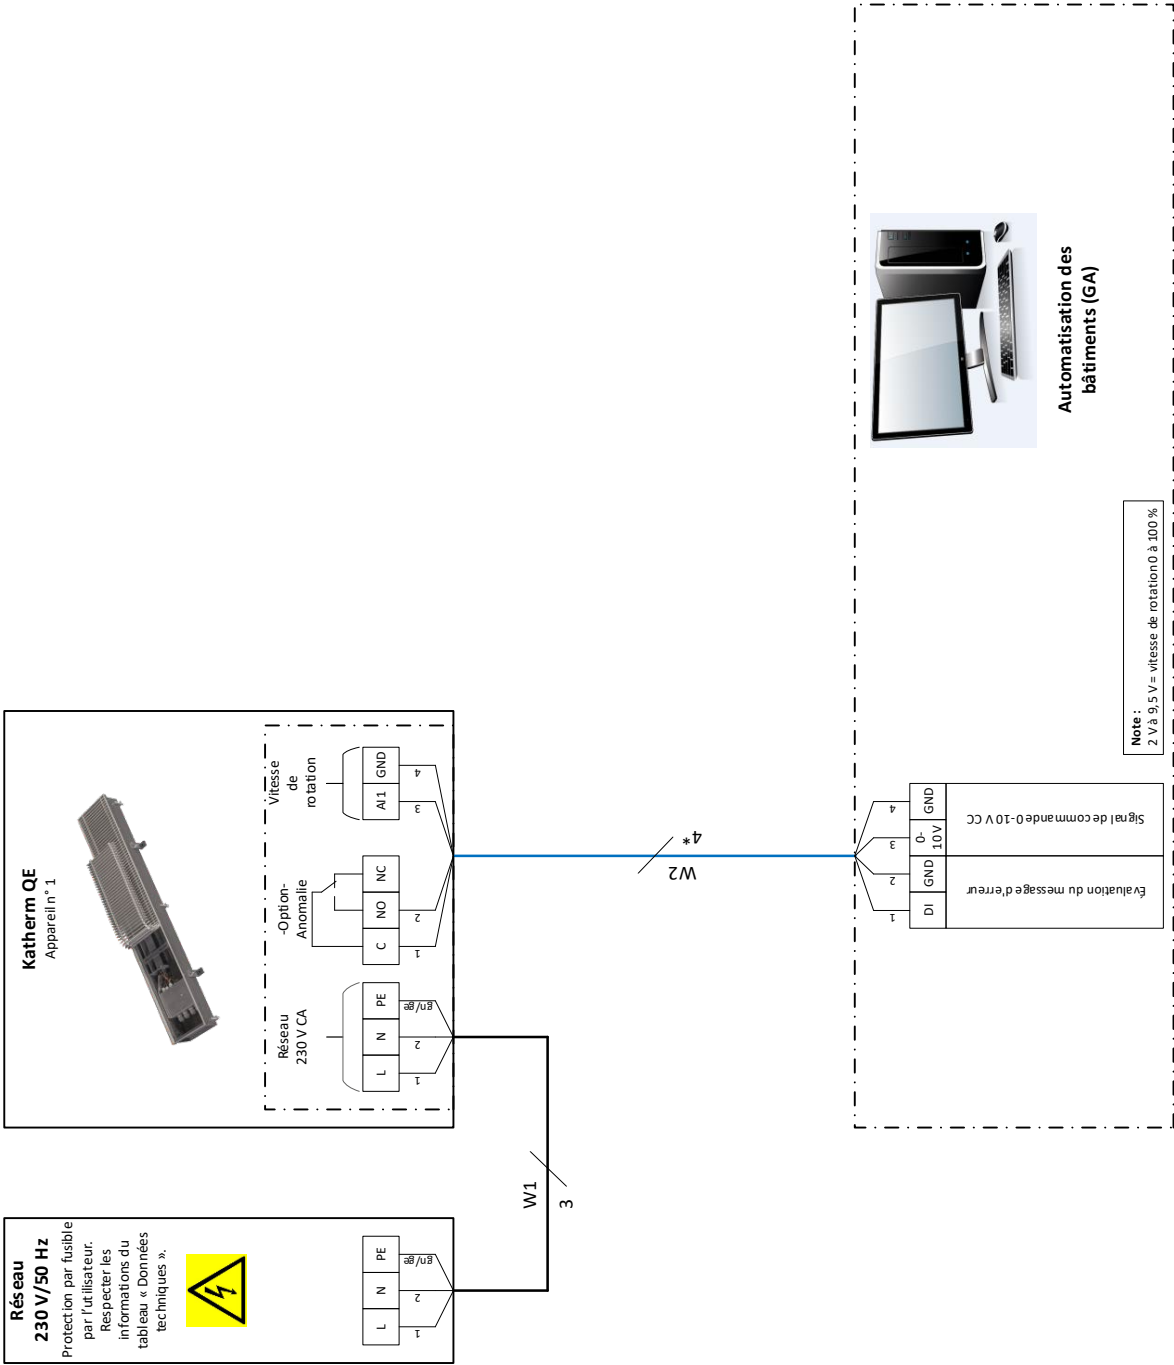 Réseau
230 V/50 Hz
Protection par fusible
par l'utilisateur.
Respecter les
informations du
tableau « Données
techniques ».
L
N
PE
1
2
gn/ge
W1
3
Katherm QE
Appareil n° 1
Réseau
230 V CA
L
N
PE
1
2
gn/ge
-Option-
Anomalie
C
NO
NC
1
2
Vitesse
de
rotation
AI1
GND
3
4
W2
4*
1
2
3
4
DI
GND
0-
10 V
GND
Évaluation du message d'erreur
Signal de commande 0-10 V CC
Note :
2 V à 9,5 V = vitesse de rotation 0 à 100 %
Automatisation des
bâtiments (GA)